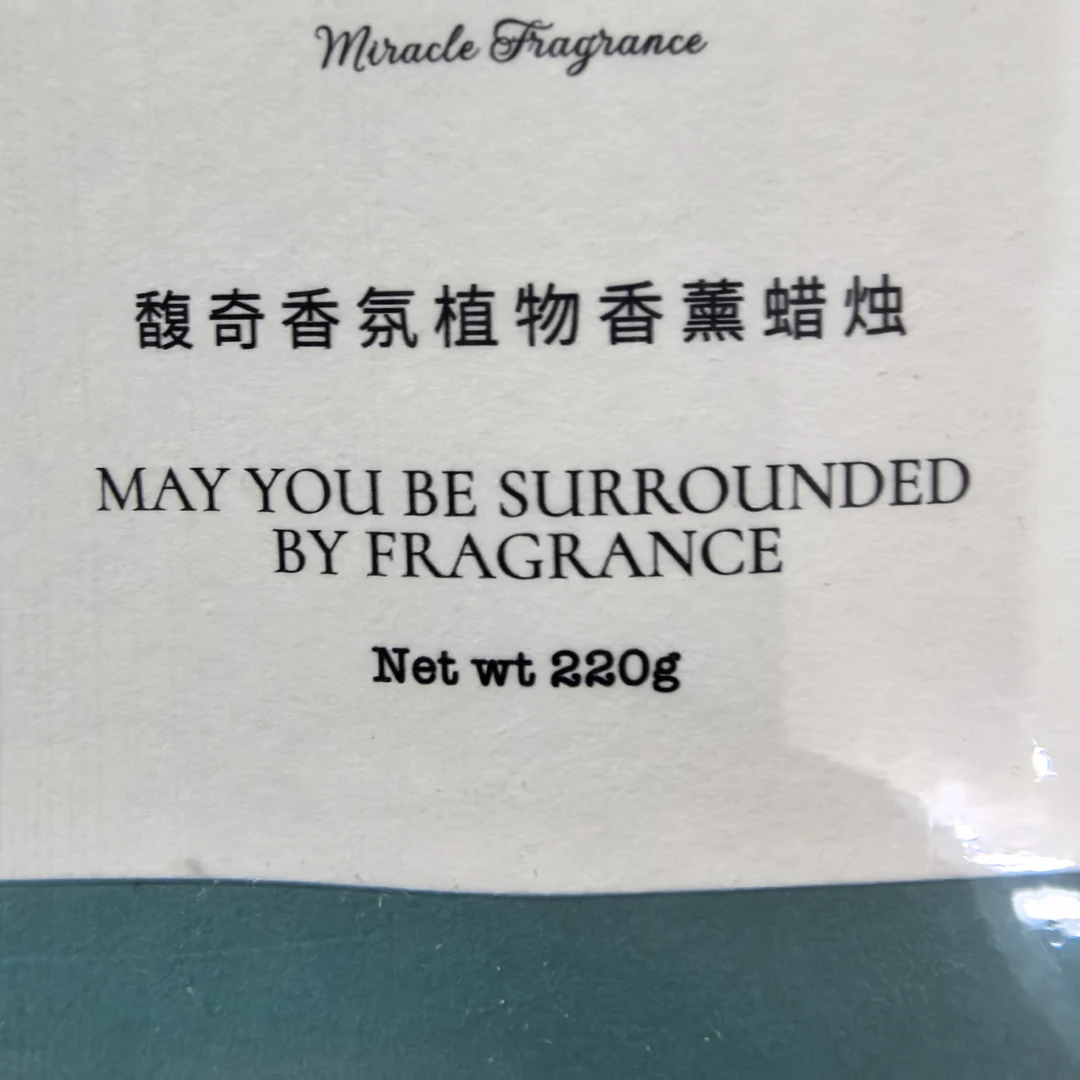 Miracle Fragrance
馥奇香氛植物香薰蜡烛
MAY YOU BE SURROUNDED
BY FRAGRANCE
Net wt 220g